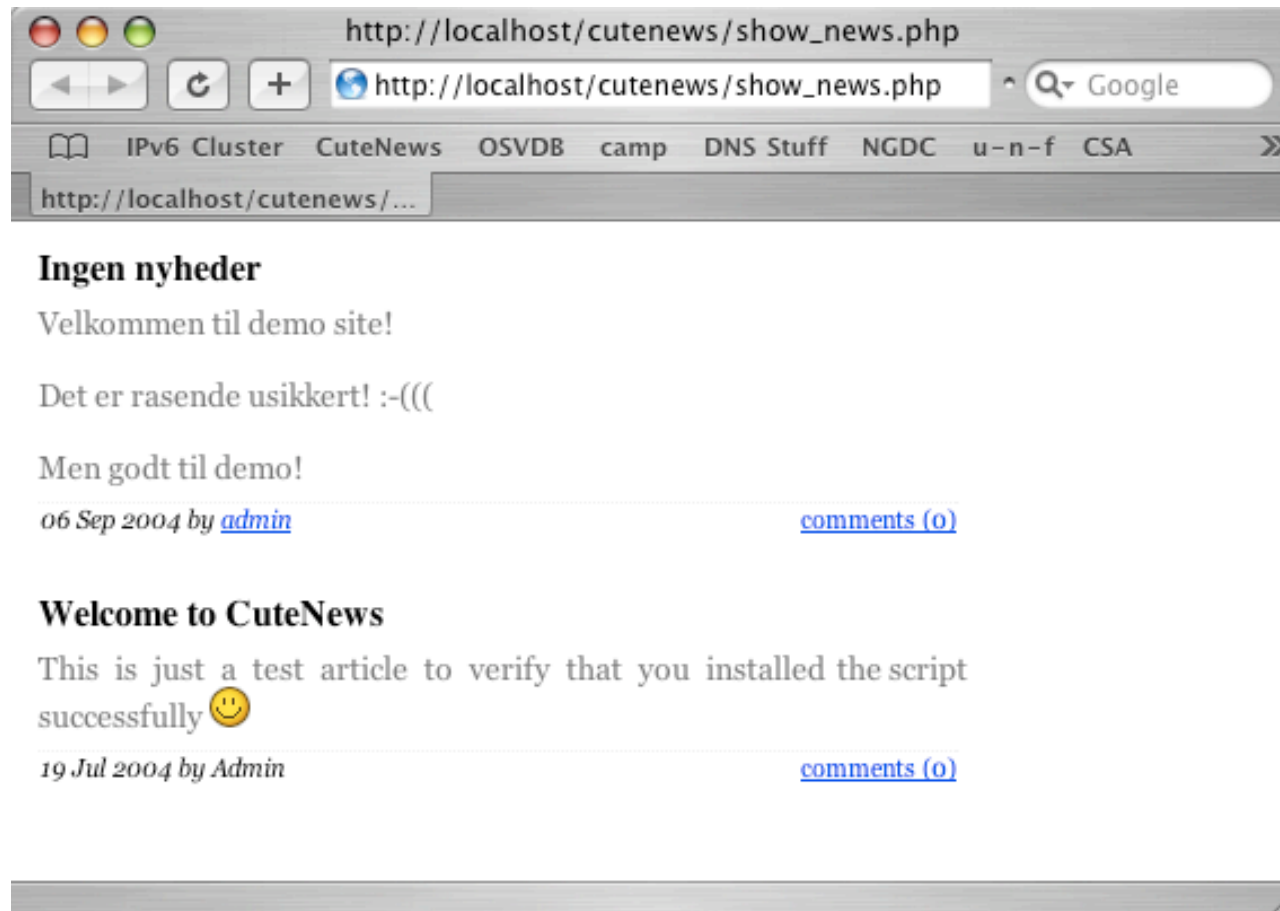 http://localhost/cutenews/show_news.php
http://localhost/cutenews/show_news.php Google
IPv6 Cluster CuteNews OSVDB camp DNS Stuff NGDC u-n-f CSA
http://localhost/cutenews/...
Ingen nyheder
Velkommen til demo site!
Det er rasende usikkert! :-(((
Men godt til demo!
06 Sep 2004 by admin comments (0)
Welcome to CuteNews
This is just a test article to verify that you installed the script
successfully
19 Jul 2004 by Admin comments (0)